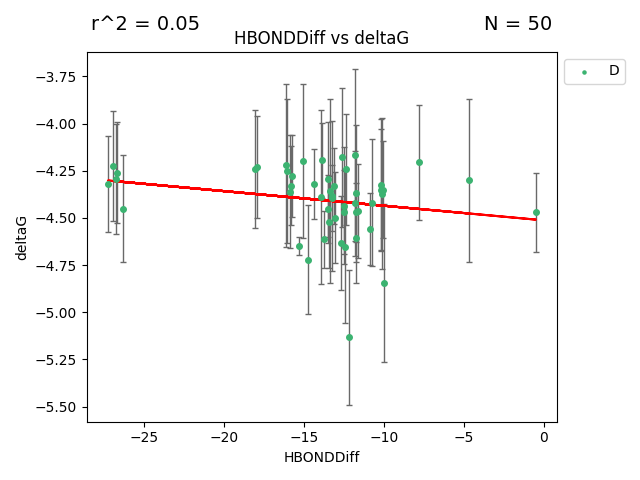 r^2 = 0.05
N = 50
HBONDDiff vs deltaG
D
−3.75
−4.00
−4.25
−4.50
−4.75
−5.00
−5.25
−5.50
deltaG
−25
−20
−15
−10
−5
0
HBONDDiff